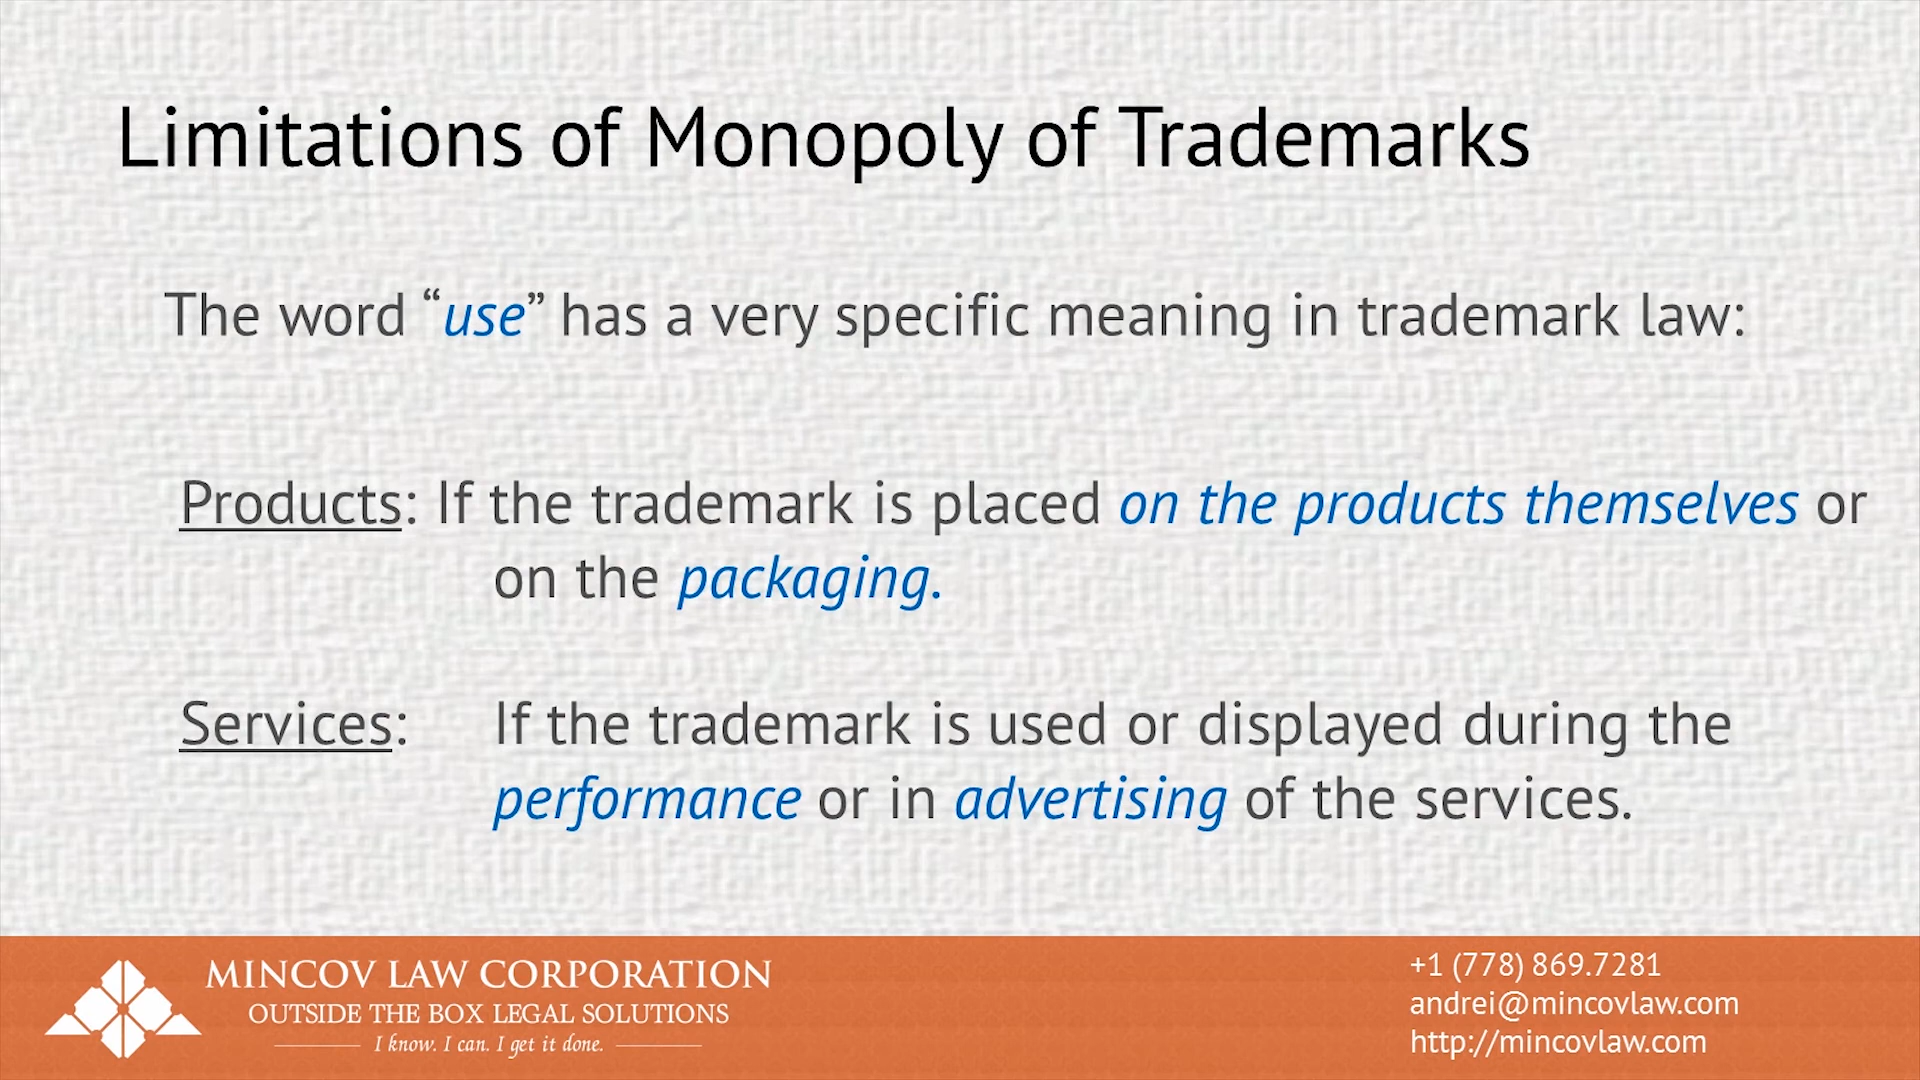 Limitations of Monopoly of Trademarks
The word “use” has a very specific meaning in trademark law:
Products: If the trademark is placed on the products themselves or
on the packaging.
Services: If the trademark is used or displayed during the
performance or in advertising of the services.
MINCOV LAW CORPORATION
OUTSIDE THE BOX LEGAL SOLUTIONS
I know. I can. I get it done.
+1 (778) 869.7281
andrei@mincovlaw.com
http://mincovlaw.com